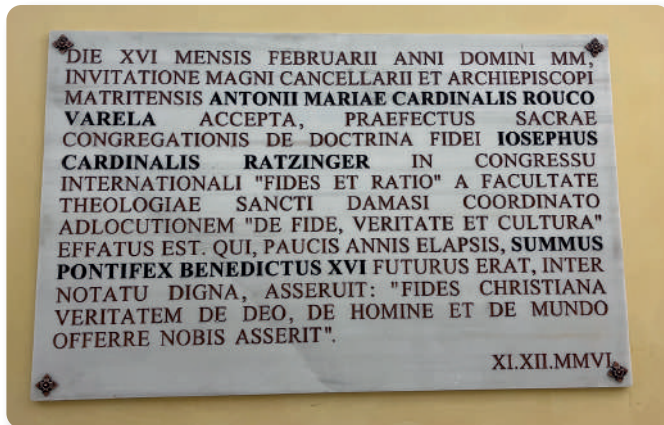 DIE XVI MENSIS FEBRUARII ANNI DOMINI MM,
INVITATIONE MAGNI CANCELLARII ET ARCHIEPISCOPI
MATRITENSIS ANTONII MARIAE CARDINALIS ROUCO
VARELA ACCEPTA, PRAEFECTUS SACRAE
CONGREGATIONIS DE DOCTRINA FIDEI IOSEPHUS
CARDINALIS RATZINGER IN CONGRESSU
INTERNATIONALI "FIDES ET RATIO" A FACULTATE
THEOLOGIAE SANCTI DAMASI COORDINATO
ADLOCUTIONEM "DE FIDE, VERITATE ET CULTURA"
EFFATUS EST. QUI, PAUCIS ANNIS ELAPSIS, SUMMUS
PONTIFEX BENEDICTUS XVI FUTURUS ERAT, INTER
NOTATU DIGNA, ASSERUIT: "FIDES CHRISTIANA
VERITATEM DE DEO, DE HOMINE ET DE MUNDO
OFFERRE NOBIS ASSERIT".
XI.XII.MMVI